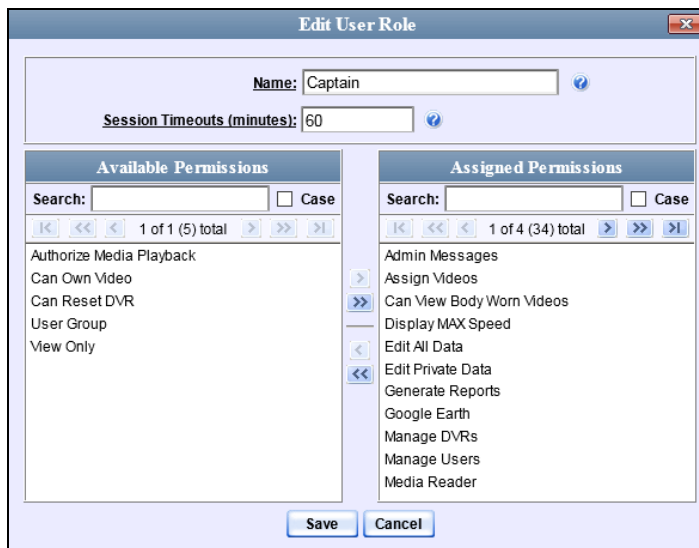 Edit User Role
Name: Captain
Session Timeouts (minutes): 60
Available Permissions
Search: Case
1 of 1 (5) total
Authorize Media Playback
Can Own Video
Can Reset DVR
User Group
View Only
Assigned Permissions
Search: Case
1 of 4 (34) total
Admin Messages
Assign Videos
Can View Body Worn Videos
Display MAX Speed
Edit All Data
Edit Private Data
Generate Reports
Google Earth
Manage DVRs
Manage Users
Media Reader
Save Cancel